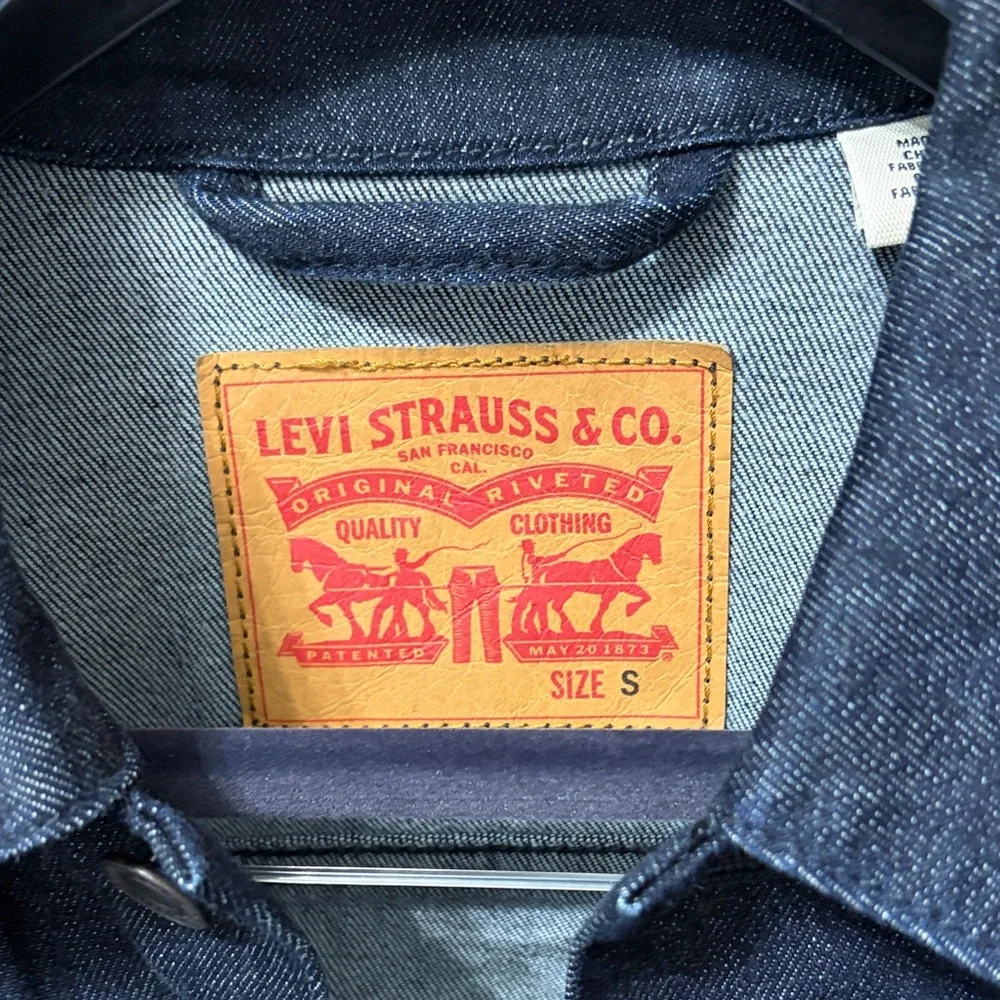 LEVI STRAUSS & CO.
SAN FRANCISCO
CAL.
ORIGINAL RIVETED
QUALITY CLOTHING
PATENTED MAY 20 1873 ®
SIZE S